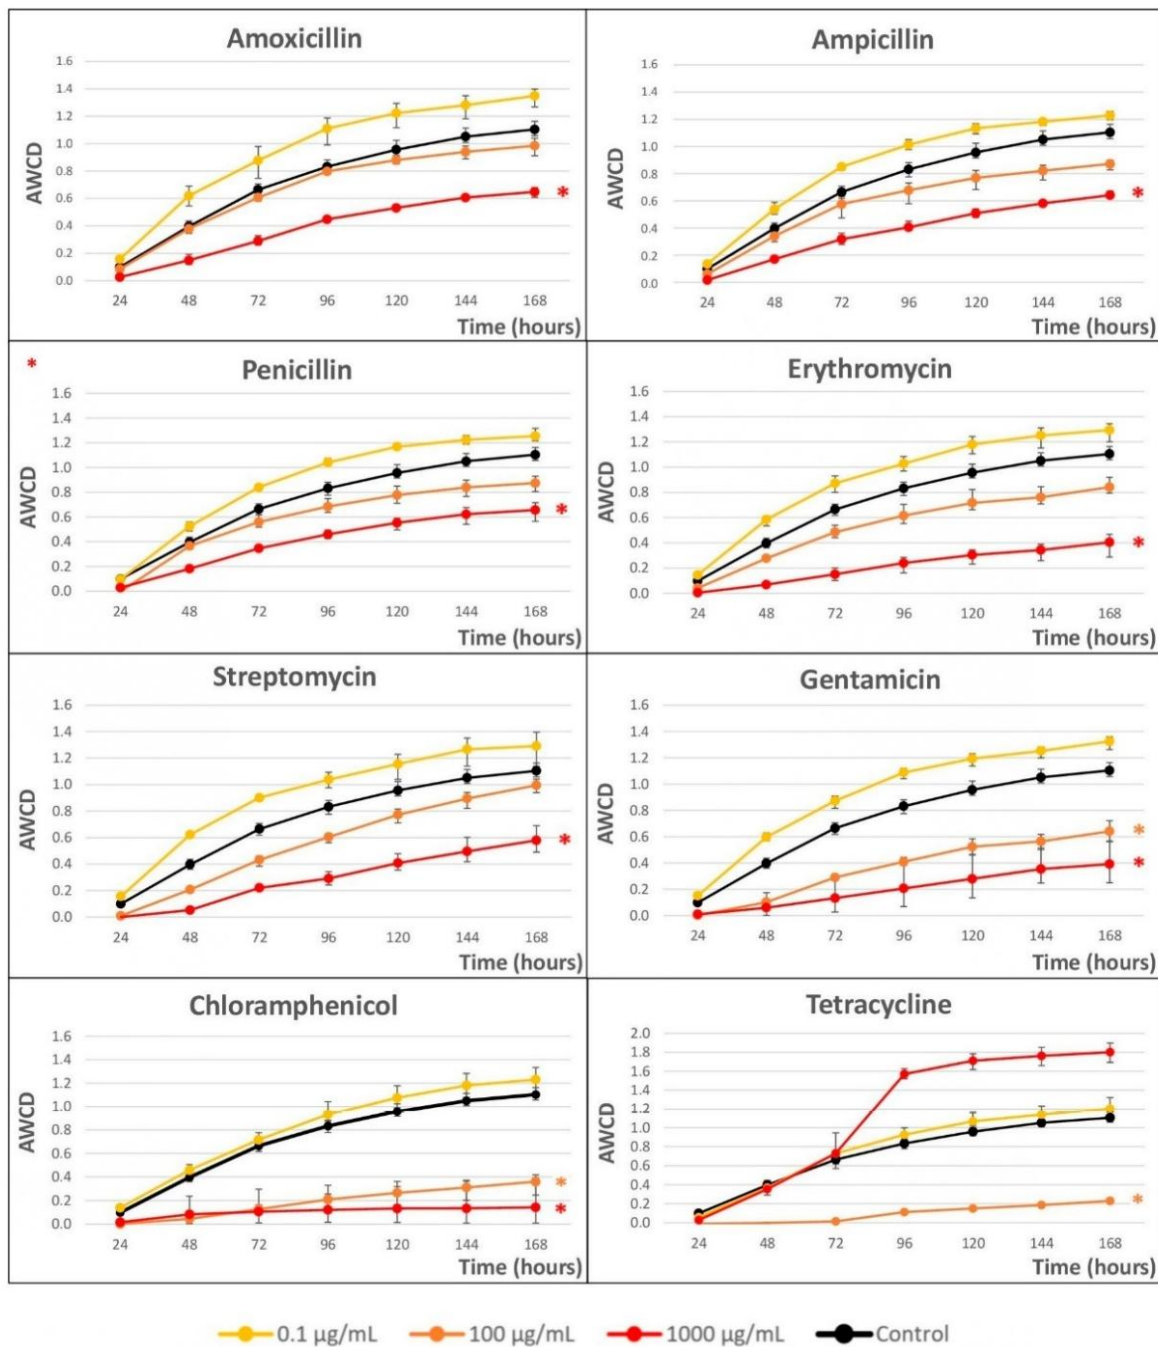 Amoxicillin
1.6
1.4
1.2
1.0
0.8
0.6
0.4
0.2
0.0
AWCD
*
24 48 72 96 120 144 168
Time (hours)
Ampicillin
1.6
1.4
1.2
1.0
0.8
0.6
0.4
0.2
0.0
AWCD
*
24 48 72 96 120 144 168
Time (hours)
*
Penicillin
1.6
1.4
1.2
1.0
0.8
0.6
0.4
0.2
0.0
AWCD
*
24 48 72 96 120 144 168
Time (hours)
Erythromycin
1.6
1.4
1.2
1.0
0.8
0.6
0.4
0.2
0.0
AWCD
*
24 48 72 96 120 144 168
Time (hours)
Streptomycin
1.6
1.4
1.2
1.0
0.8
0.6
0.4
0.2
0.0
AWCD
*
24 48 72 96 120 144 168
Time (hours)
Gentamicin
1.6
1.4
1.2
1.0
0.8
0.6
0.4
0.2
0.0
AWCD
*
*
24 48 72 96 120 144 168
Time (hours)
Chloramphenicol
1.6
1.4
1.2
1.0
0.8
0.6
0.4
0.2
0.0
AWCD
*
*
24 48 72 96 120 144 168
Time (hours)
Tetracycline
2.0
1.8
1.6
1.4
1.2
1.0
0.8
0.6
0.4
0.2
0.0
AWCD
*
24 48 72 96 120 144 168
Time (hours)
0.1 µg/mL 100 µg/mL 1000 µg/mL Control